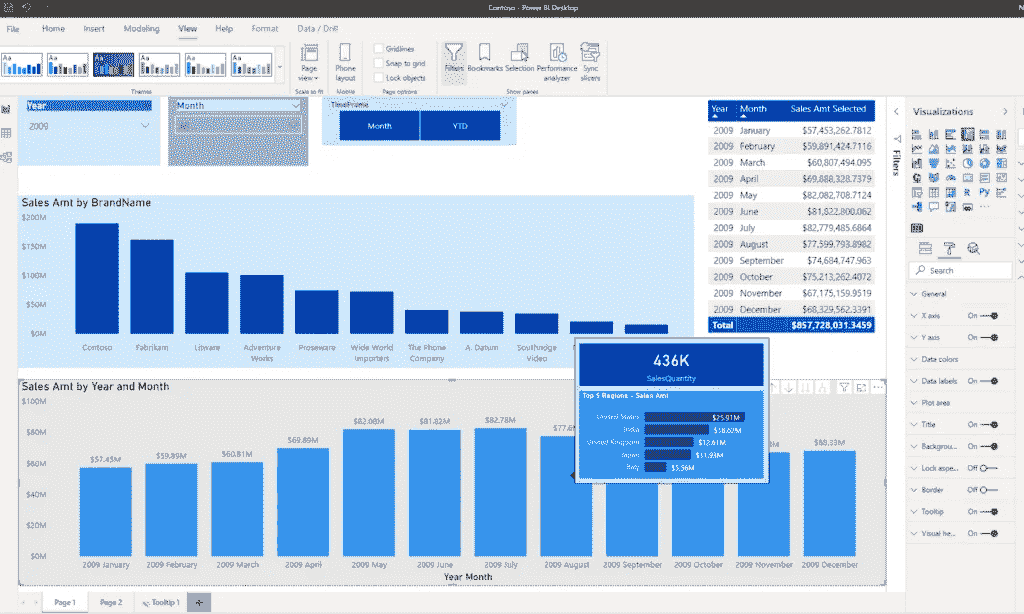 Contoso - Power BI Desktop
File Home Insert Modeling View Help Format Data / Drill
Aa Aa Aa Aa Aa Aa
Page view
Phone layout
Gridlines
Snap to grid
Lock objects
Filters Bookmarks Selection Performance analyzer Sync slicers
Themes Scale to fit Mobile Page options Show panes
Year
2009
Month
TimeFrame
Month YTD
Year Month Sales Amt Selected
2009 January $57,453,262.7812
2009 February $59,891,424.7116
2009 March $60,807,494.095
2009 April $69,888,328.7379
2009 May $82,082,708.7124
2009 June $81,822,800.062
2009 July $82,779,485.6864
2009 August $77,599,793.8982
2009 September $74,684,747.963
2009 October $75,213,262.4072
2009 November $67,175,159.9519
2009 December $68,329,562.3391
Total $857,728,031.3459
Filters
Visualizations
R Py
Search
General
X axis On
Y axis On
Data colors
Data labels On
Plot area
Title On
Backgrou... On
Lock aspe... Off
Border Off
Tooltip On
Visual he... On
Sales Amt by BrandName
$200M
$150M
$100M
$50M
$0M
Contoso Fabrikam Litware Adventure Works Proseware Wide World Importers The Phone Company A. Datum Southridge Video
436K
SalesQuantity
Top 5 Regions - Sales Amt
United States $25.91M
India $16.62M
United Kingdom $12.61M
Japan $11.93M
Italy $5.56M
Sales Amt by Year and Month
$100M
$80M
$60M
$40M
$20M
$0M
$57.45M $59.89M $60.81M $69.89M $82.08M $81.82M $82.78M $68.33M
2009 January 2009 February 2009 March 2009 April 2009 May 2009 June 2009 July 2009 August 2009 September 2009 October 2009 November 2009 December
Year Month
Page 1 Page 2 Tooltip 1 +